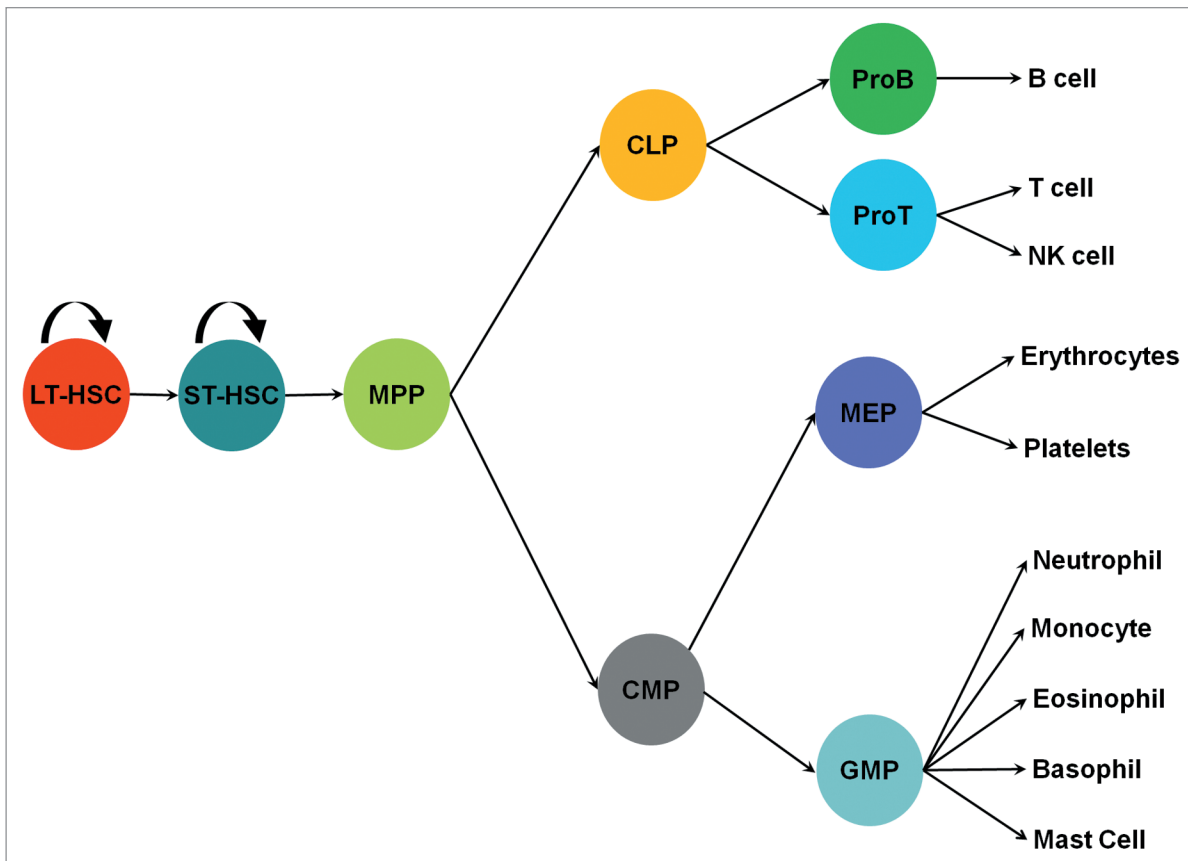 LT-HSC
ST-HSC
MPP
CLP
CMP
ProB
ProT
MEP
GMP
B cell
T cell
NK cell
Erythrocytes
Platelets
Neutrophil
Monocyte
Eosinophil
Basophil
Mast Cell